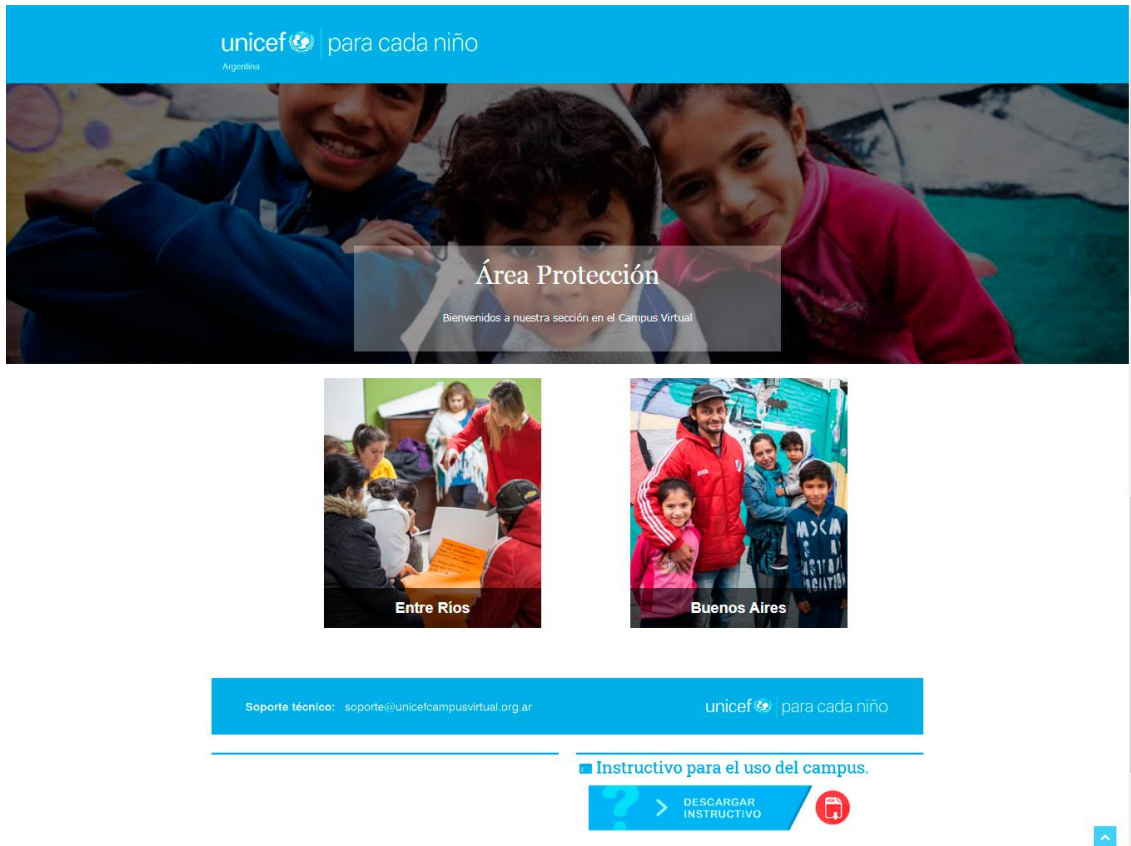 unicef para cada niño
Argentina
Área Protección
Bienvenidos a nuestra sección en el Campus Virtual
Entre Ríos
Buenos Aires
Soporte técnico: soporte@unicefcampusvirtual.org.ar
unicef para cada niño
Instructivo para el uso del campus.
DESCARGAR
INSTRUCTIVO